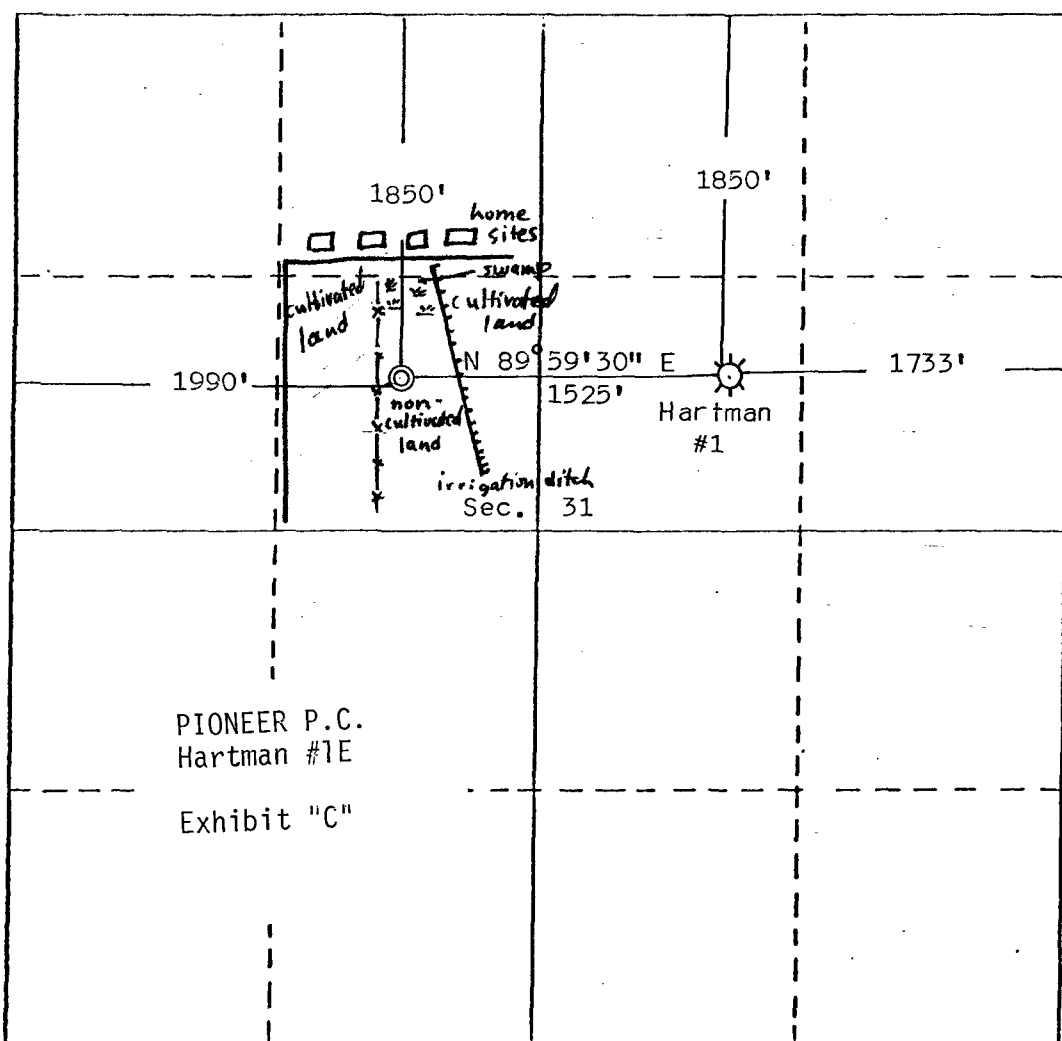 1850'
1850'
home
sites
swamp
cultivated
land
cultivated
land
N 89°59'30" E
1990'
1525'
1733'
non-
cultivated
land
Hartman
#1
irrigation ditch
Sec. 31
PIONEER P.C.
Hartman #1E
Exhibit "C"